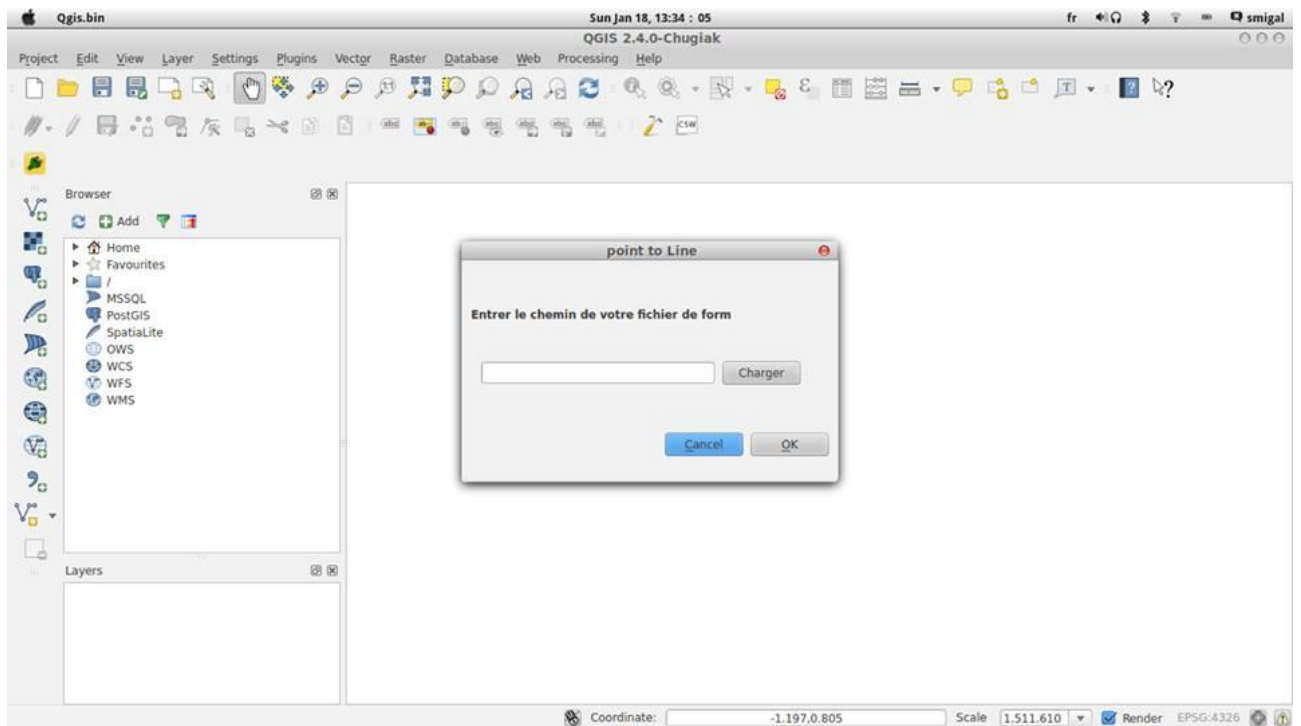 Qgis.bin Sun Jan 18, 13:34 : 05 fr smigal
QGIS 2.4.0-Chugiak
Project Edit View Layer Settings Plugins Vector Raster Database Web Processing Help
CSW
Browser
Add
Home
Favourites
/
MSSQL
PostGIS
SpatiaLite
OWS
WCS
WFS
WMS
Layers
point to Line
Entrer le chemin de votre fichier de form
Charger
Cancel OK
Coordinate: -1.197,0.805 Scale 1.511.610 Render EPSG:4326